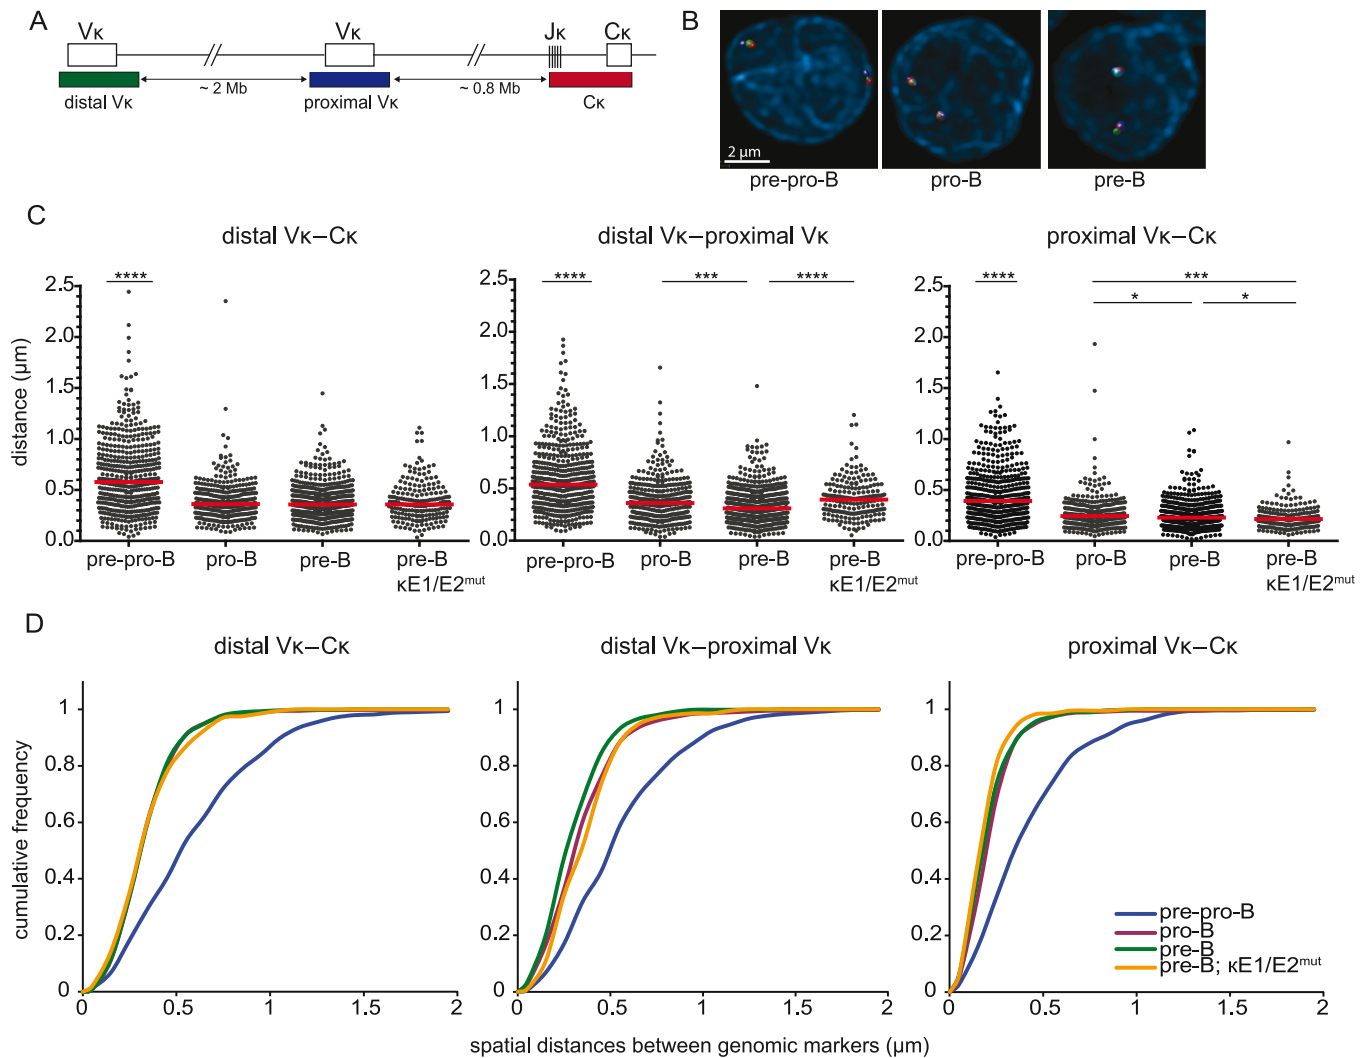 A
Vκ
Vκ
Jκ
Cκ
~ 2 Mb
~ 0.8 Mb
distal Vκ
proximal Vκ
Cκ
B
2 µm
pre-pro-B
pro-B
pre-B
C
distal Vκ–Cκ
distal Vκ–proximal Vκ
proximal Vκ–Cκ
distance (µm)
2.5
2.0
1.5
1.0
0.5
0.0
****
pre-pro-B
pro-B
pre-B
pre-B
κE1/E2mut
2.5
2.0
1.5
1.0
0.5
0.0
****
***
****
pre-pro-B
pro-B
pre-B
pre-B
κE1/E2mut
2.5
2.0
1.5
1.0
0.5
0.0
****
***
*
*
pre-pro-B
pro-B
pre-B
pre-B
κE1/E2mut
D
distal Vκ–Cκ
distal Vκ–proximal Vκ
proximal Vκ–Cκ
cumulative frequency
1
0.8
0.6
0.4
0.2
0
0
0.5
1
1.5
2
1
0.8
0.6
0.4
0.2
0
0
0.5
1
1.5
2
1
0.8
0.6
0.4
0.2
0
0
0.5
1
1.5
2
pre-pro-B
pro-B
pre-B
pre-B; κE1/E2mut
spatial distances between genomic markers (µm)